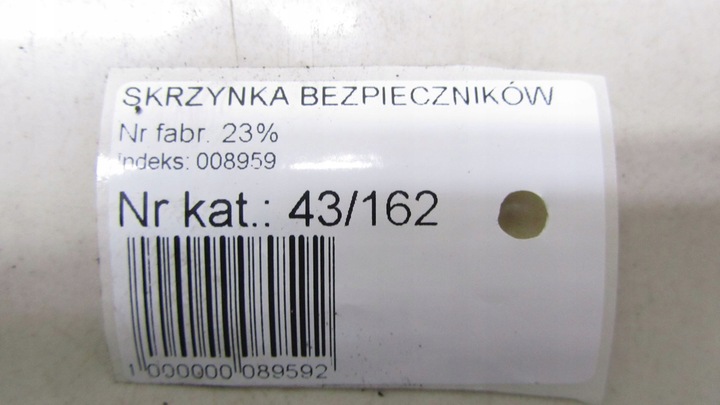 SKRZYNKA BEZPIECZNIKÓW
Nr fabr. 23%
Indeks: 008959
Nr kat.: 43/162
1 000000 089592